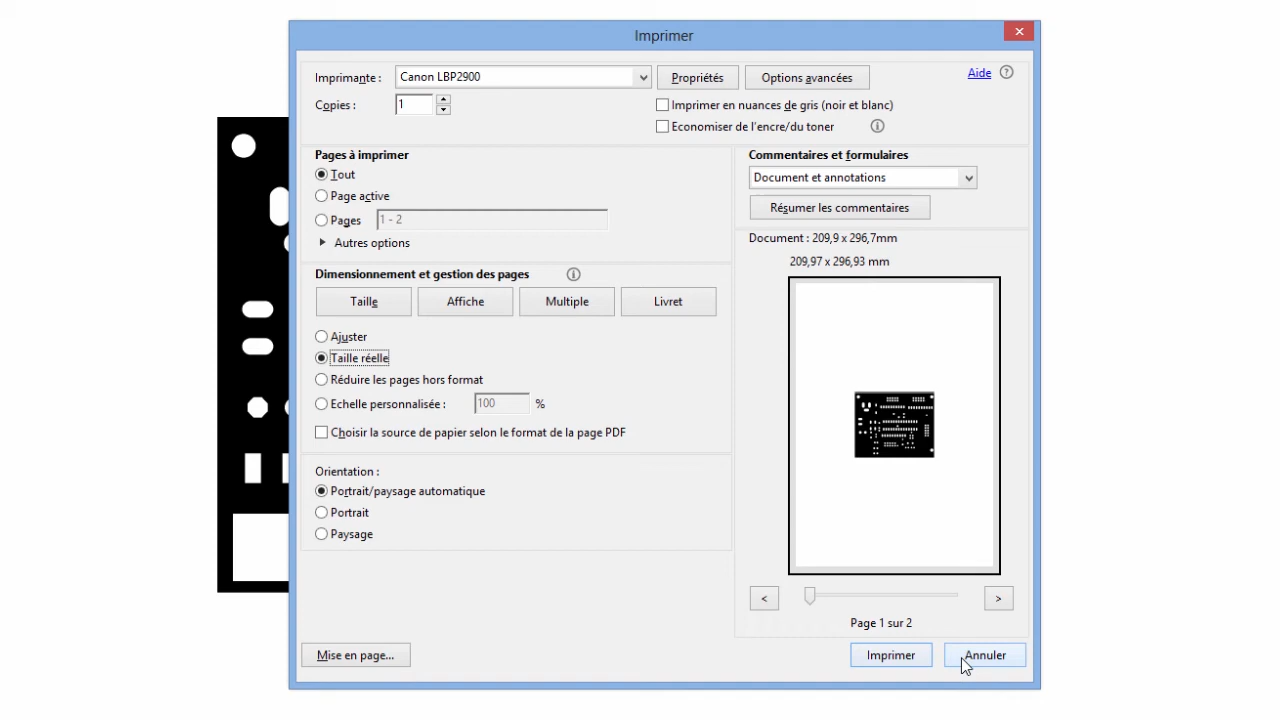 Imprimer
Imprimante : Canon LBP2900 Propriétés Options avancées Aide ?
Copies : 1 Imprimer en nuances de gris (noir et blanc)
Economiser de l'encre/du toner
Pages à imprimer
Tout
Page active
Pages 1 - 2
Autres options
Commentaires et formulaires
Document et annotations
Résumer les commentaires
Dimensionnement et gestion des pages
Taille Affiche Multiple Livret
Ajuster
Taille réelle
Réduire les pages hors format
Echelle personnalisée : 100 %
Choisir la source de papier selon le format de la page PDF
Orientation :
Portrait/paysage automatique
Portrait
Paysage
Document : 209,9 x 296,7mm
209,97 x 296,93 mm
< >
Page 1 sur 2
Mise en page... Imprimer Annuler